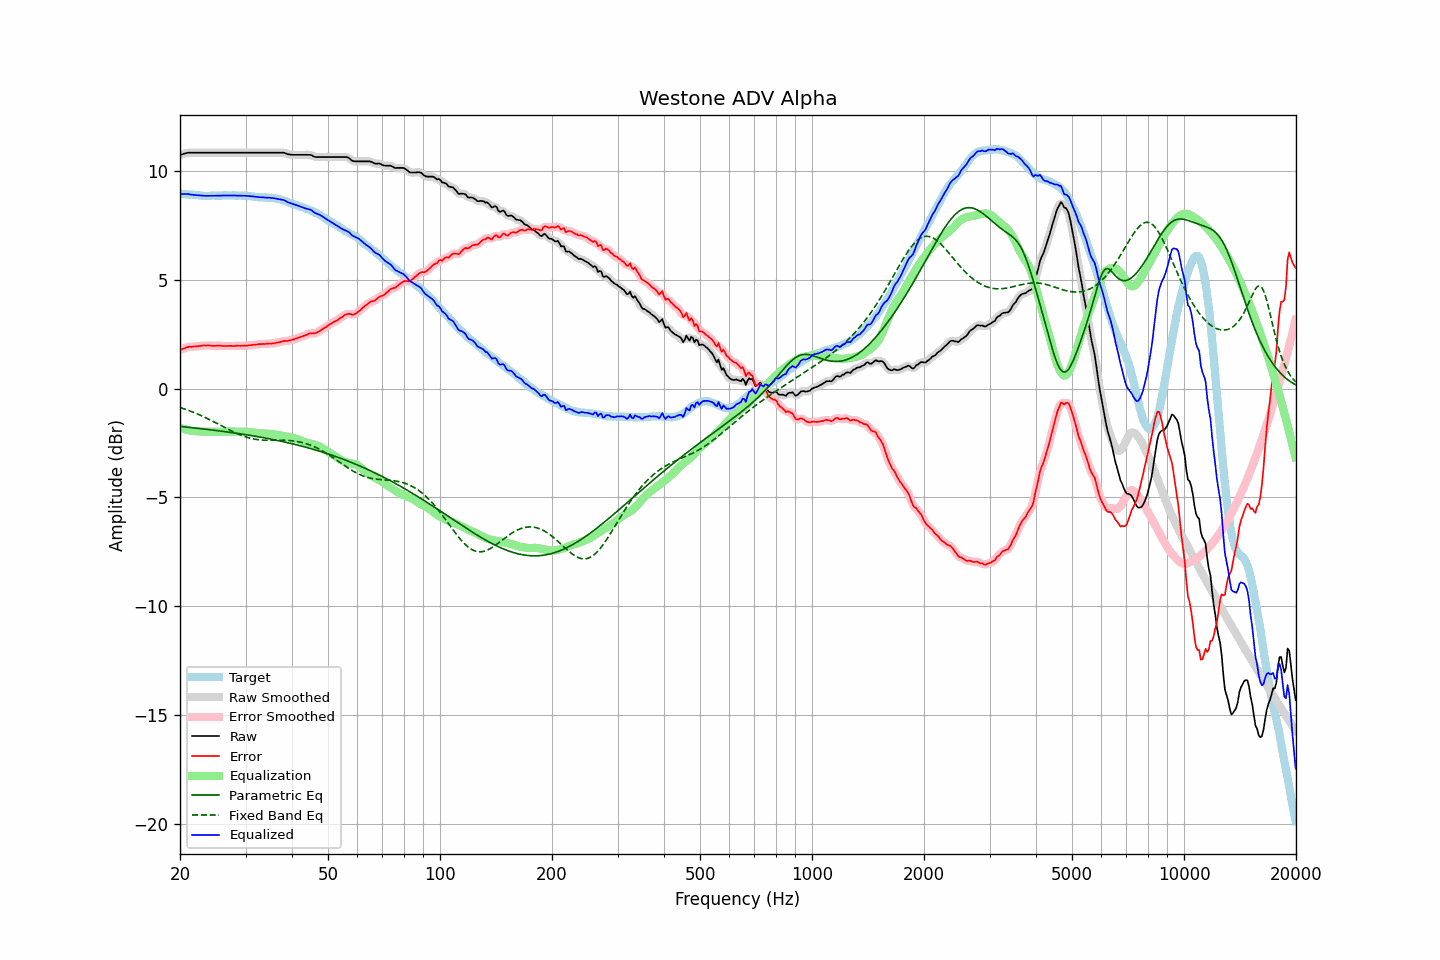 Westone ADV Alpha
Amplitude (dBr)
10
5
0
−5
−10
−15
−20
Target
Raw Smoothed
Error Smoothed
Raw
Error
Equalization
Parametric Eq
Fixed Band Eq
Equalized
20 50 100 200 500 1000 2000 5000 10000 20000
Frequency (Hz)